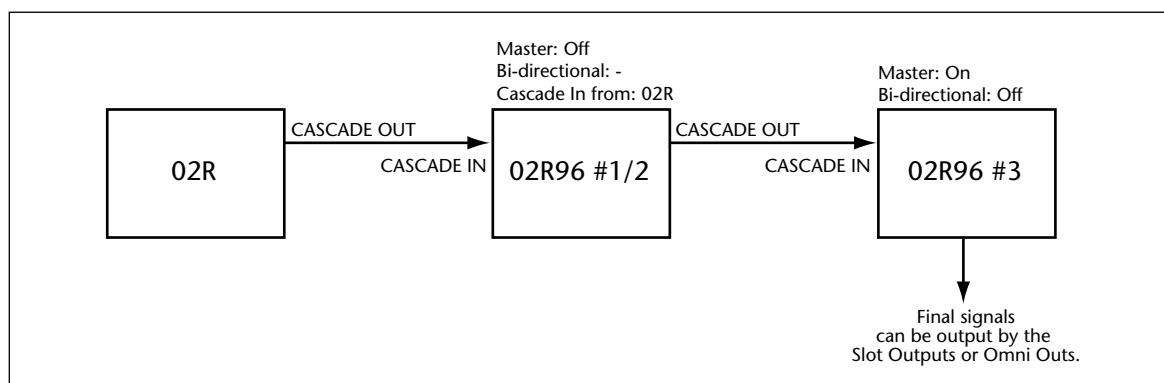 Master: Off
Bi-directional: -
Cascade In from: 02R
Master: On
Bi-directional: Off
02R
CASCADE OUT
CASCADE IN
02R96 #1/2
CASCADE OUT
CASCADE IN
02R96 #3
Final signals
can be output by the
Slot Outputs or Omni Outs.